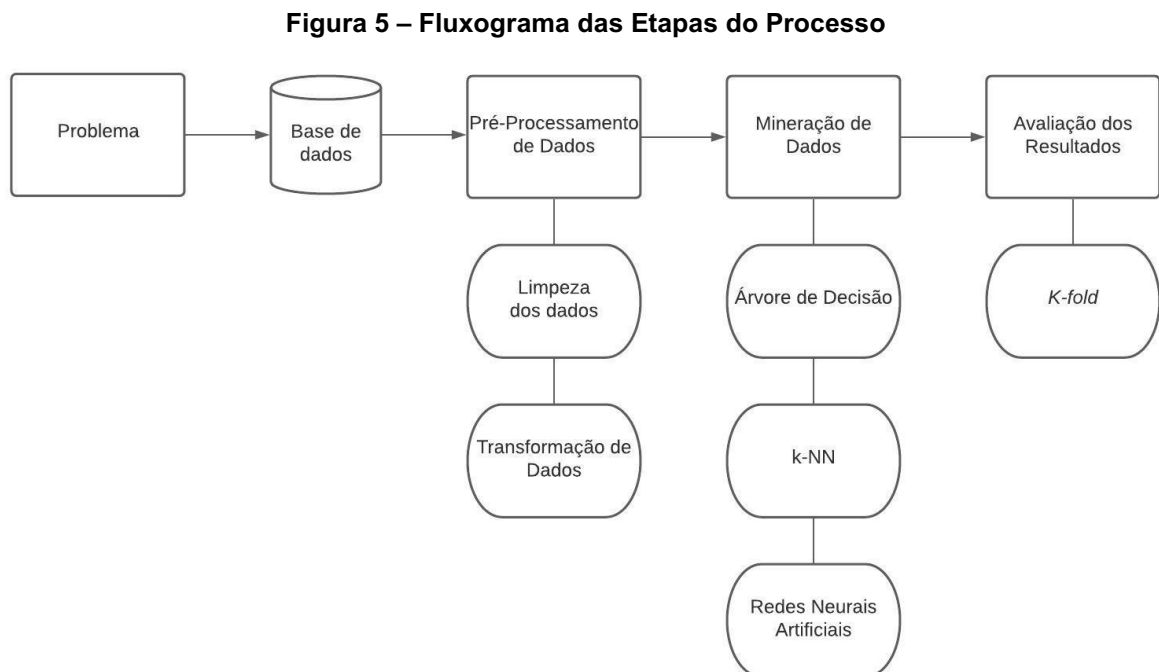 Figura 5 – Fluxograma das Etapas do Processo
Problema
Base de
dados
Pré-Processamento
de Dados
Mineração de
Dados
Avaliação dos
Resultados
Limpeza
dos dados
Árvore de Decisão
K-fold
Transformação de
Dados
k-NN
Redes Neurais
Artificiais